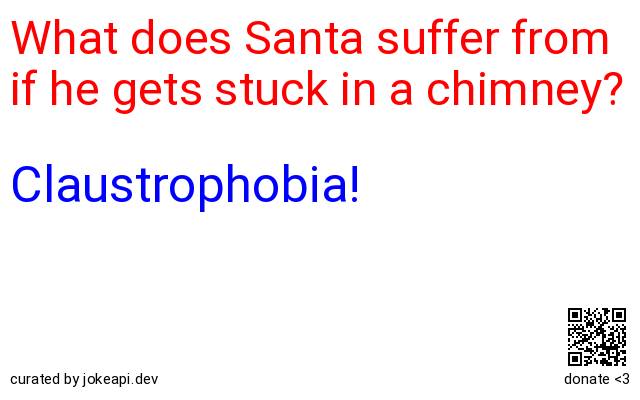 What does Santa suffer from
if he gets stuck in a chimney?
Claustrophobia!
curated by jokeapi.dev
donate <3